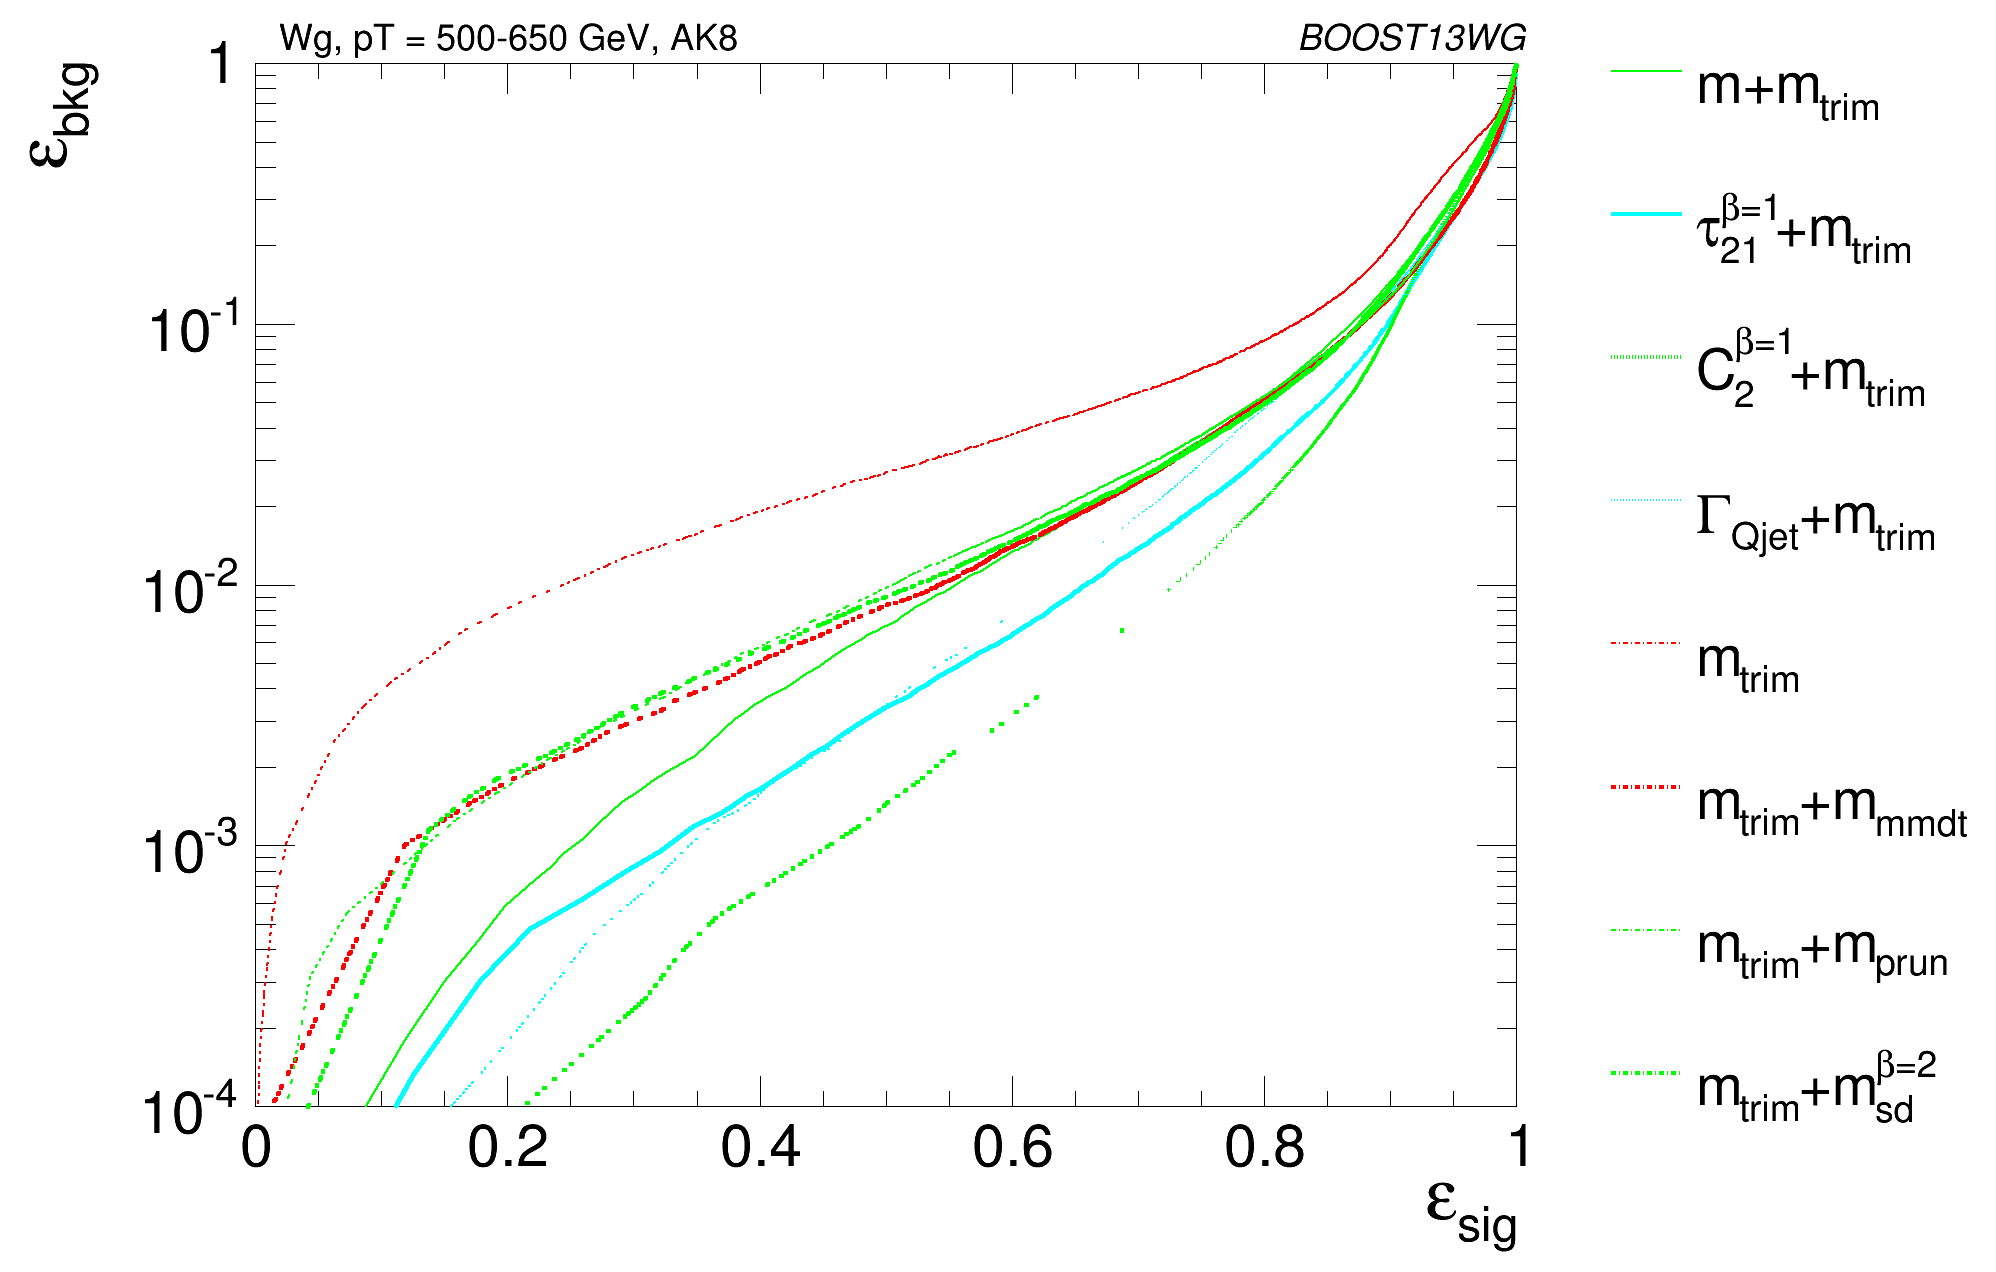 Wg, pT = 500-650 GeV, AK8
BOOST13WG
ε_bkg
1
10^-1
10^-2
10^-3
10^-4
0 0.2 0.4 0.6 0.8 1
ε_sig
m+m_trim
τ_21^β=1+m_trim
C_2^β=1+m_trim
Γ_Qjet+m_trim
m_trim
m_trim+m_mmdt
m_trim+m_prun
m_trim+m_sd^β=2